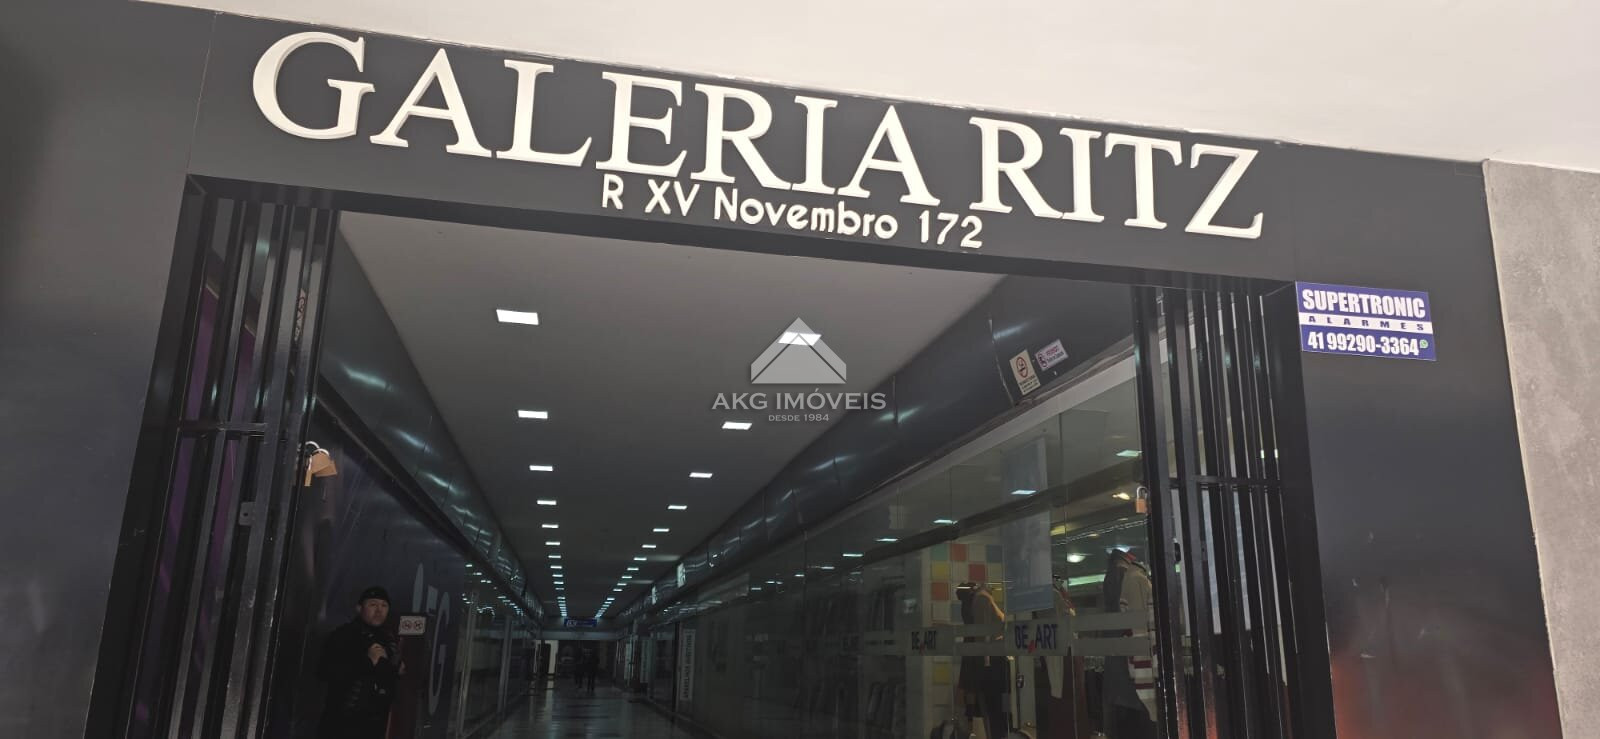 GALERIA RITZ
R XV Novembro 172
SUPERTRONIC
ALARMES
41 99290-3364
AKG IMÓVEIS
DESDE 1984
DE ART
DE ART